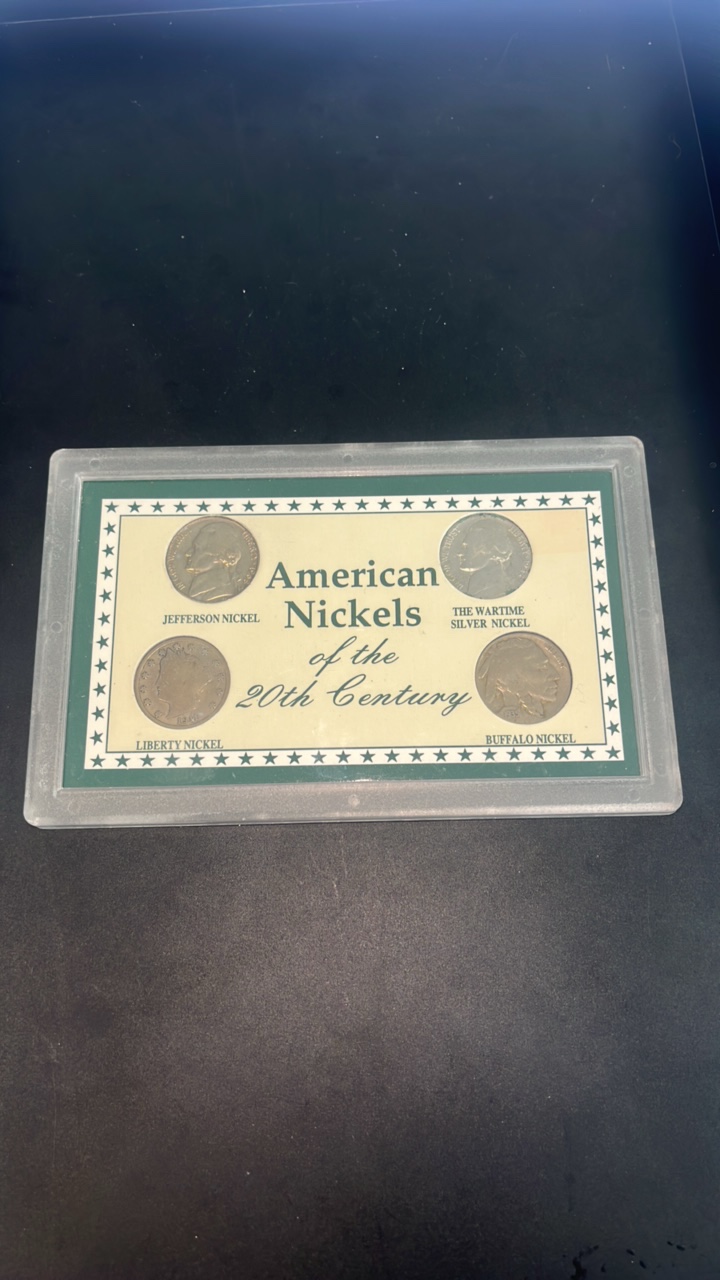 American
Nickels
of the
20th Century
JEFFERSON NICKEL
THE WARTIME
SILVER NICKEL
LIBERTY NICKEL
BUFFALO NICKEL